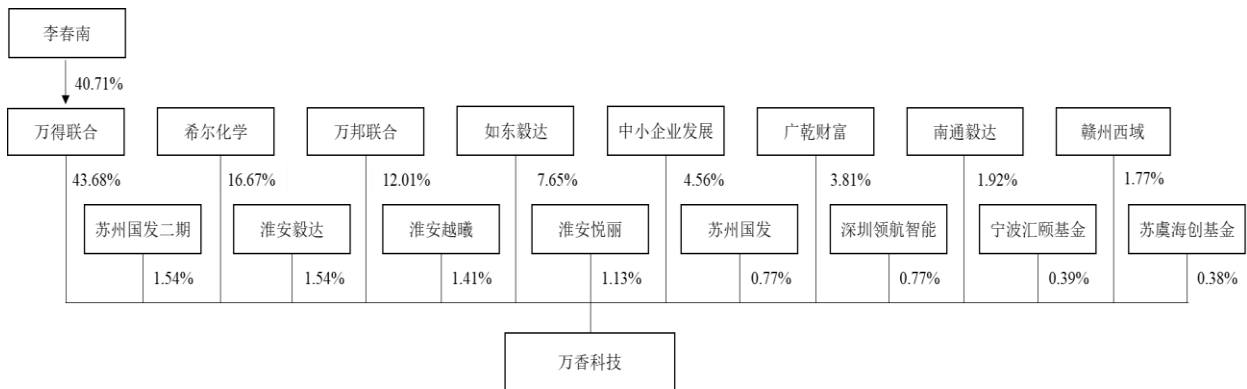 李春南
40.71%
万得联合
希尔化学
万邦联合
如东毅达
中小企业发展
广乾财富
南通毅达
赣州西域
43.68%
16.67%
12.01%
7.65%
4.56%
3.81%
1.92%
1.77%
苏州国发二期
淮安毅达
淮安越曦
淮安悦丽
苏州国发
深圳领航智能
宁波汇颐基金
苏虞海创基金
1.54%
1.54%
1.41%
1.13%
0.77%
0.77%
0.39%
0.38%
万香科技